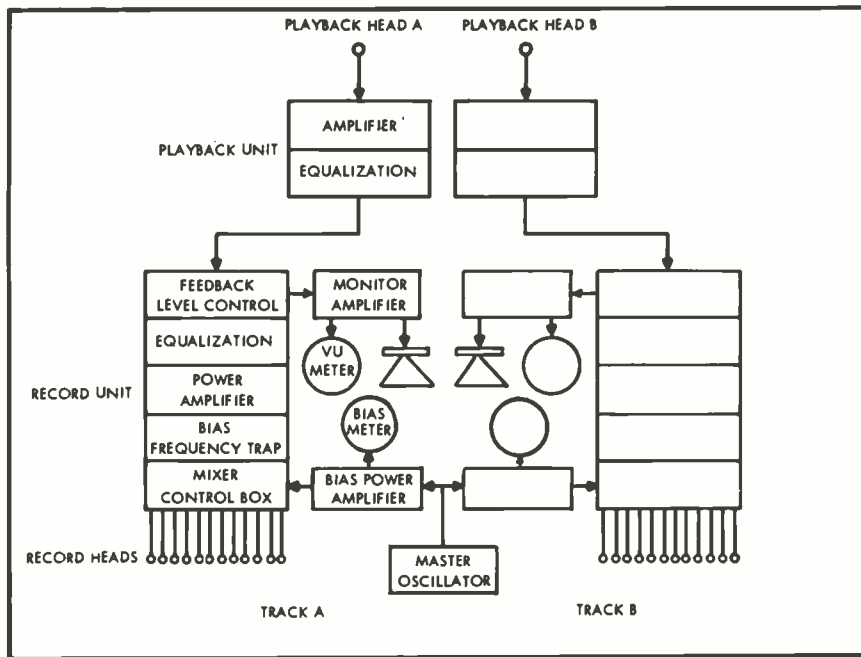 PLAYBACK HEAD A
PLAYBACK HEAD B
AMPLIFIER
PLAYBACK UNIT
EQUALIZATION
FEEDBACK
LEVEL CONTROL
MONITOR
AMPLIFIER
EQUALIZATION
VU
METER
RECORD UNIT
POWER
AMPLIFIER
BIAS
METER
BIAS
FREQUENCY TRAP
MIXER
CONTROL BOX
BIAS POWER
AMPLIFIER
RECORD HEADS
MASTER
OSCILLATOR
TRACK A
TRACK B